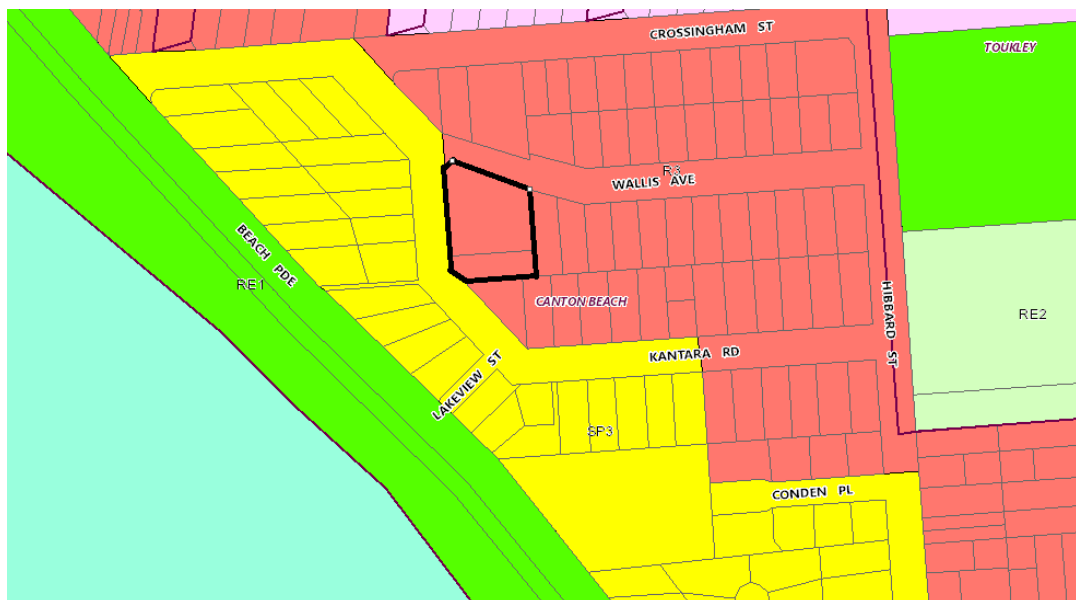 CROSSINGHAM ST
TOUKLEY
R3
WALLIS AVE
BEACH PDE
RE1
CANTON BEACH
HIBBARD ST
RE2
KANTARA RD
LAKEVIEW ST
SP3
CONDEN PL